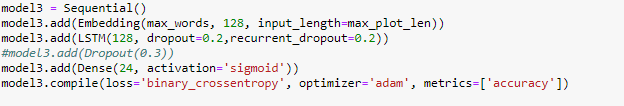 model3 = Sequential()
model3.add(Embedding(max_words, 128, input_length=max_plot_len))
model3.add(LSTM(128, dropout=0.2,recurrent_dropout=0.2))
#model3.add(Dropout(0.3))
model3.add(Dense(24, activation='sigmoid'))
model3.compile(loss='binary_crossentropy', optimizer='adam', metrics=['accuracy'])